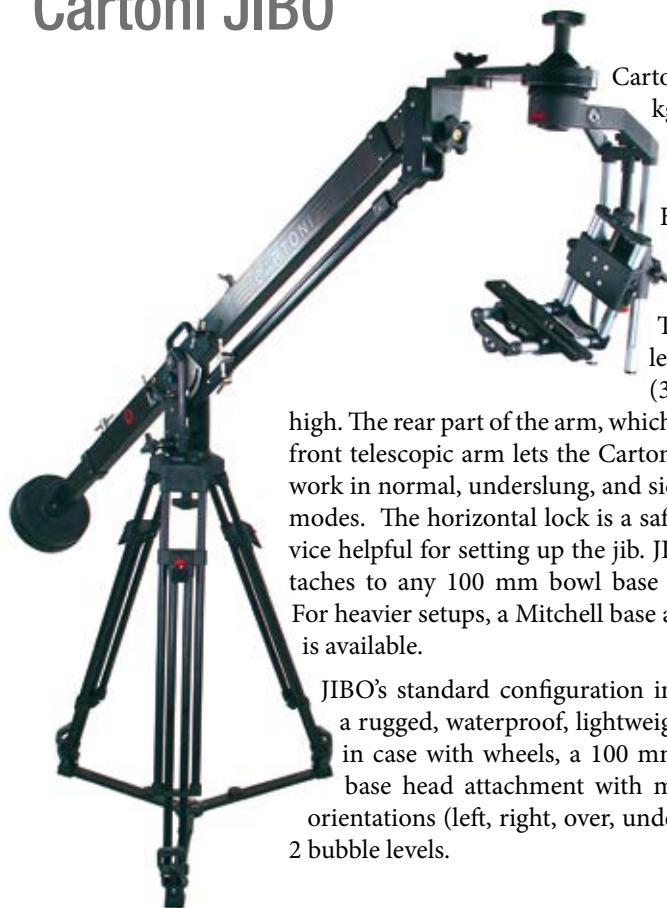 Cartoni JIBO
Carto
kg
T
le
(3
high. The rear part of the arm, which
front telescopic arm lets the Carton
work in normal, underslung, and sid
modes. The horizontal lock is a saf
vice helpful for setting up the jib. JI
taches to any 100 mm bowl base
For heavier setups, a Mitchell base a
is available.
JIBO's standard configuration in
a rugged, waterproof, lightweig
in case with wheels, a 100 mm
base head attachment with m
orientations (left, right, over, unde
2 bubble levels.
CARTONI